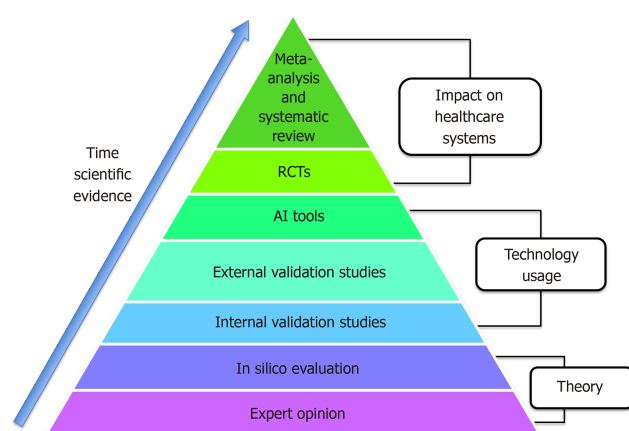 Meta-
analysis
and
systematic
review
Impact on
healthcare
systems
Time
scientific
evidence
RCTs
AI tools
Technology
usage
External validation studies
Internal validation studies
In silico evaluation
Theory
Expert opinion